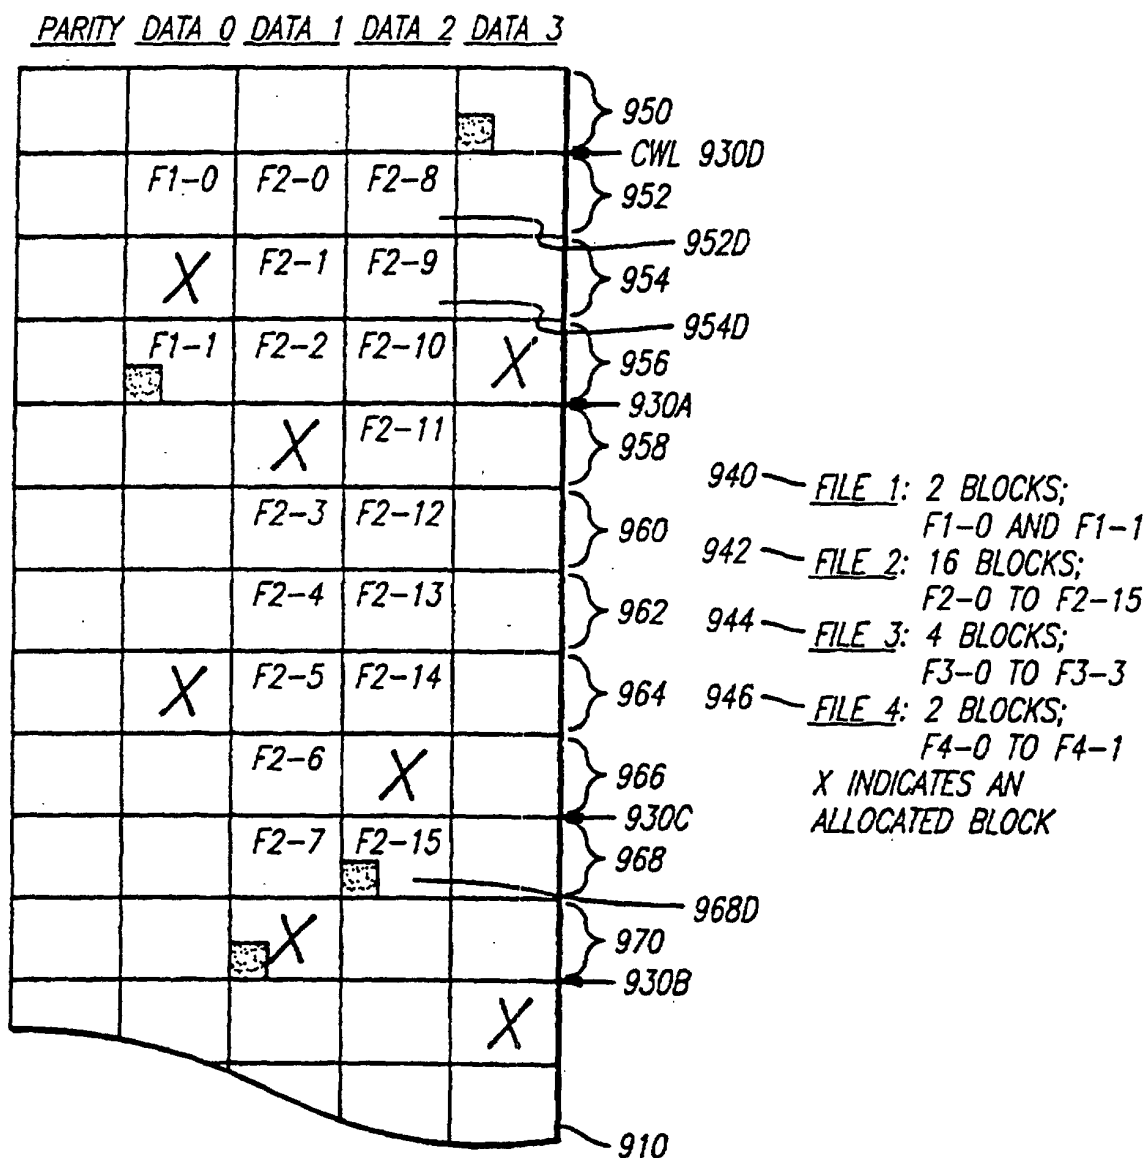 PARITY DATA 0 DATA 1 DATA 2 DATA 3
950
CWL 930D
F1-0 F2-0 F2-8
952
952D
X F2-1 F2-9
954
954D
F1-1 F2-2 F2-10 X
956
930A
X F2-11
958
F2-3 F2-12
960
F2-4 F2-13
962
X F2-5 F2-14
964
F2-6 X
966
930C
F2-7 F2-15
968
968D
X
970
930B
X
910
940 FILE 1: 2 BLOCKS;
F1-0 AND F1-1
942 FILE 2: 16 BLOCKS;
F2-0 TO F2-15
944 FILE 3: 4 BLOCKS;
F3-0 TO F3-3
946 FILE 4: 2 BLOCKS;
F4-0 TO F4-1
X INDICATES AN
ALLOCATED BLOCK